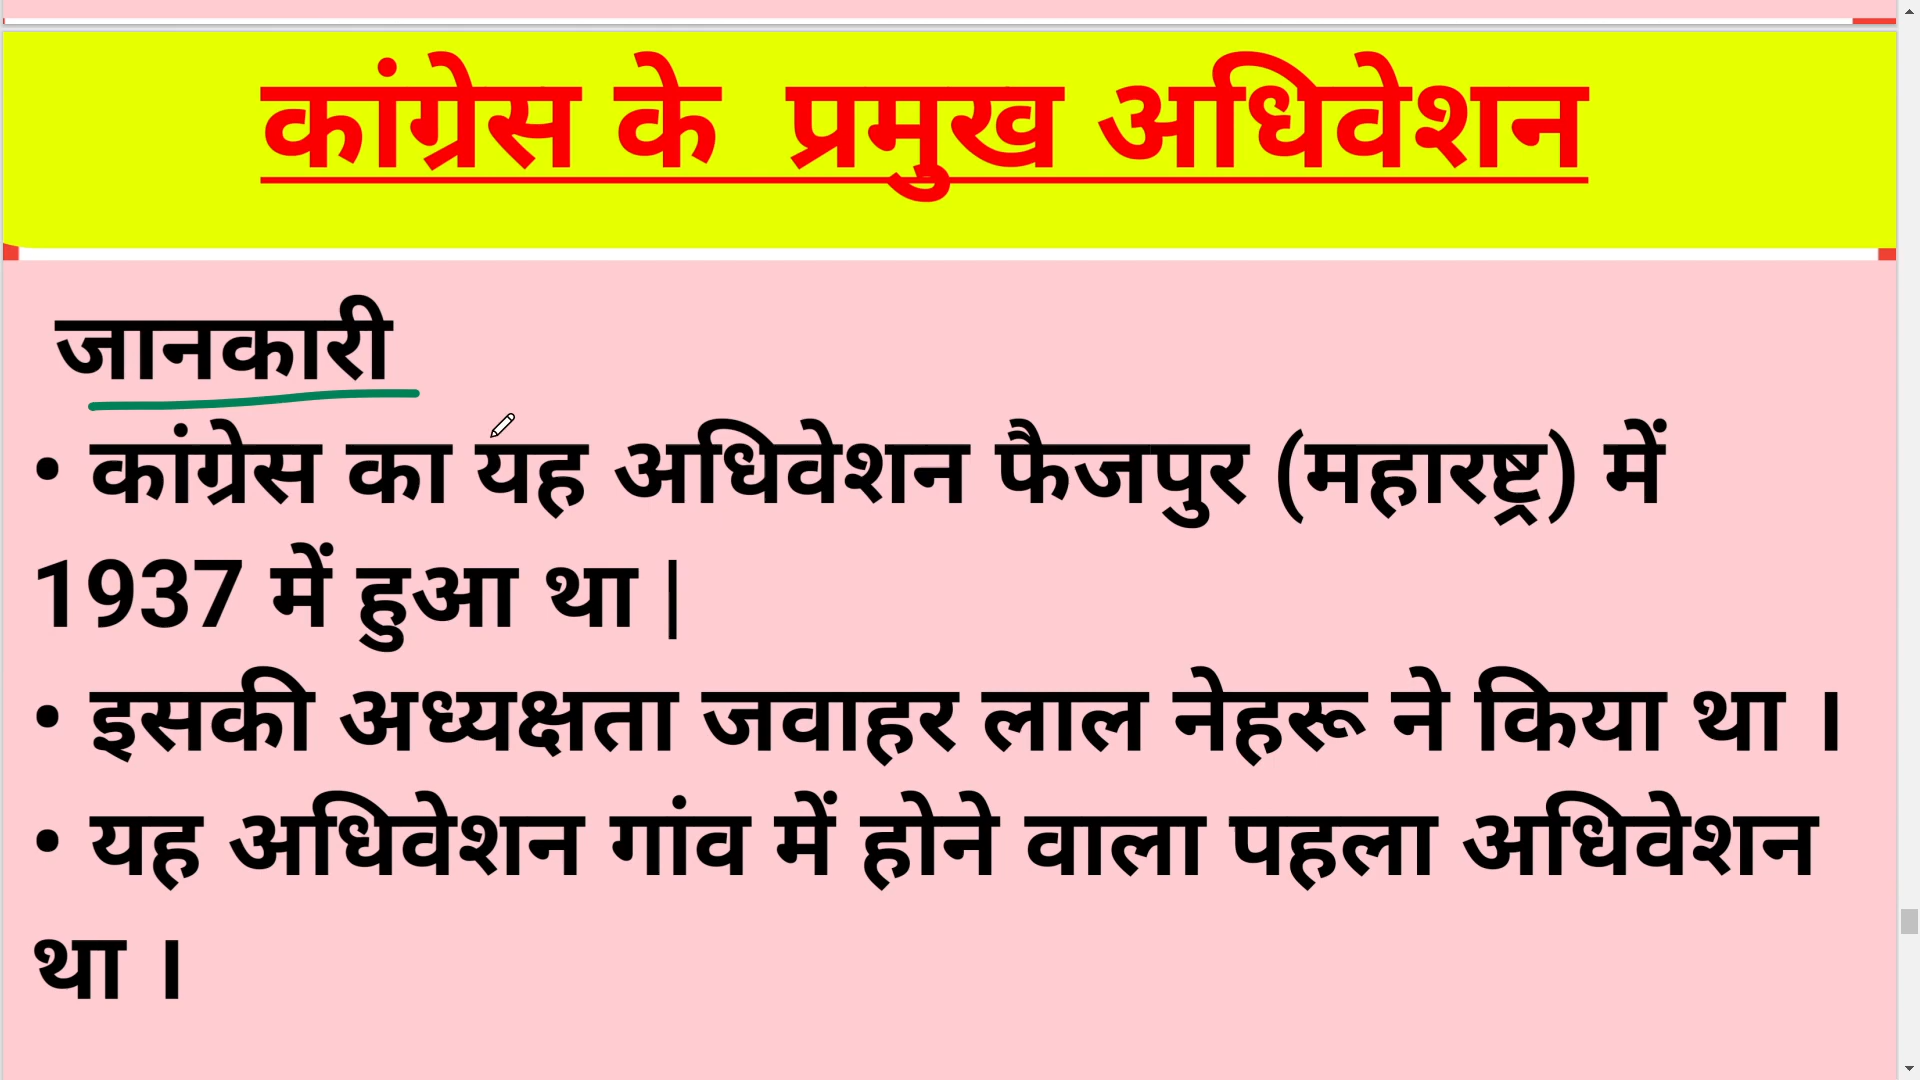 कांग्रेस के प्रमुख अधिवेशन
जानकारी
• कांग्रेस का यह अधिवेशन फैजपुर (महारष्ट्र) में
1937 में हुआ था |
• इसकी अध्यक्षता जवाहर लाल नेहरू ने किया था ।
• यह अधिवेशन गांव में होने वाला पहला अधिवेशन
था ।